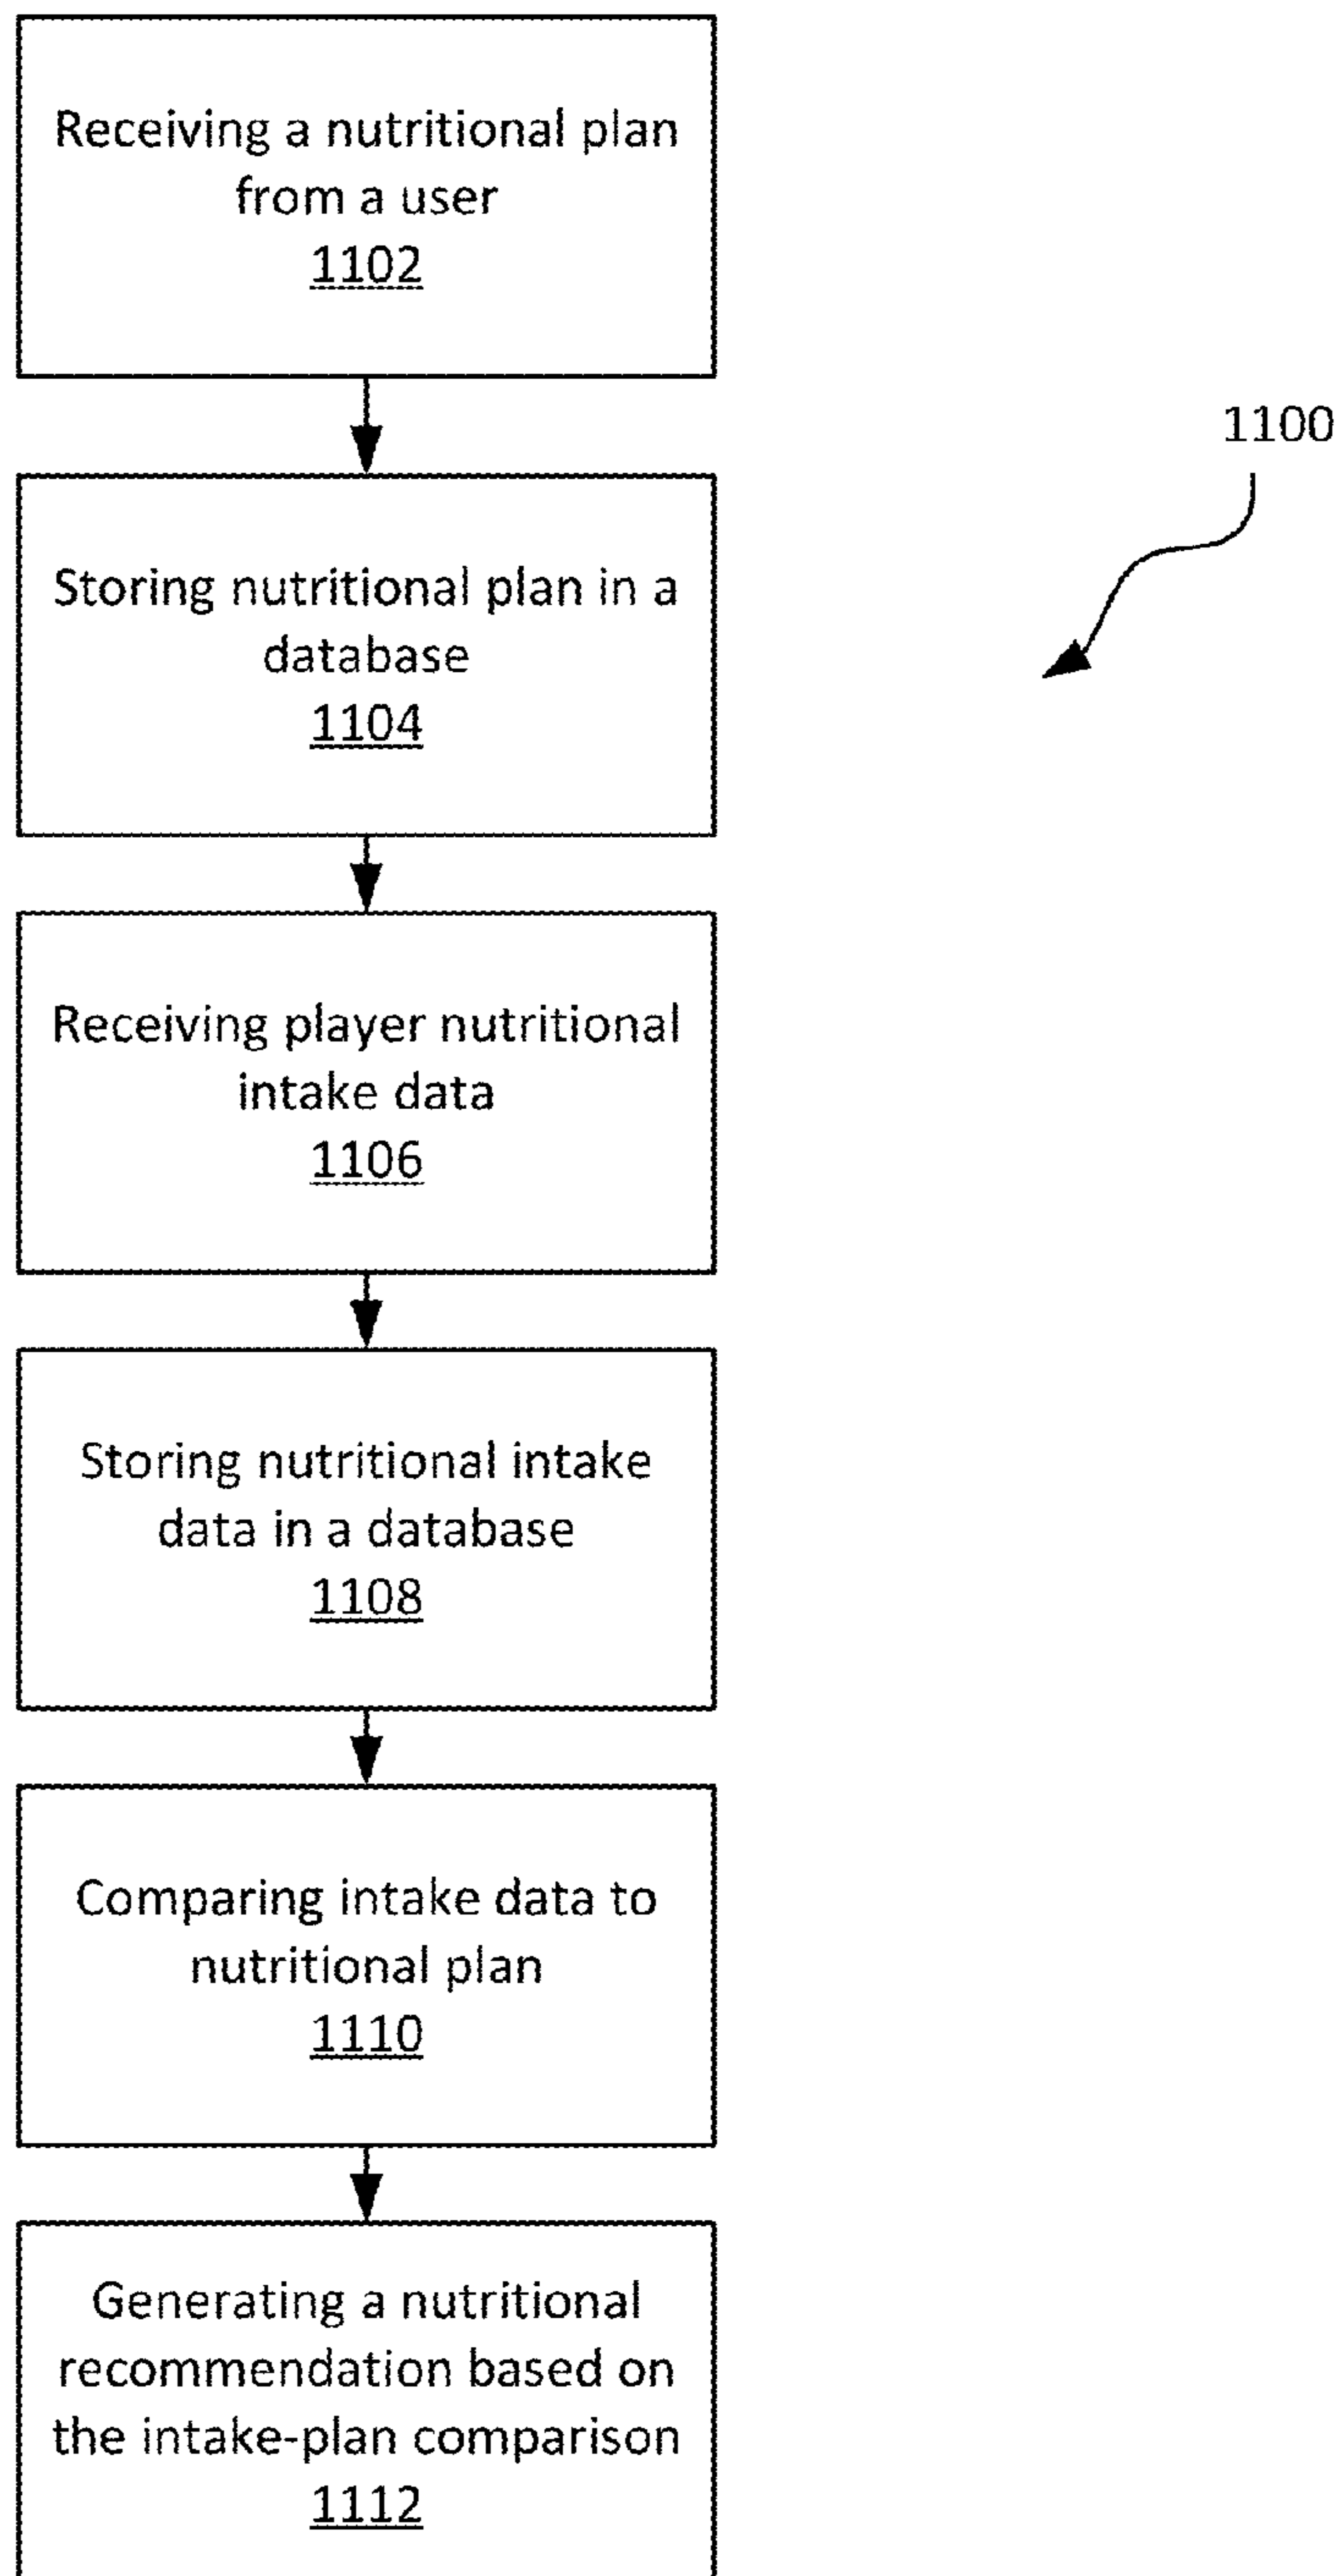 Receiving a nutritional plan
from a user
1102
1100
Storing nutritional plan in a
database
1104
Receiving player nutritional
intake data
1106
Storing nutritional intake
data in a database
1108
Comparing intake data to
nutritional plan
1110
Generating a nutritional
recommendation based on
the intake-plan comparison
1112